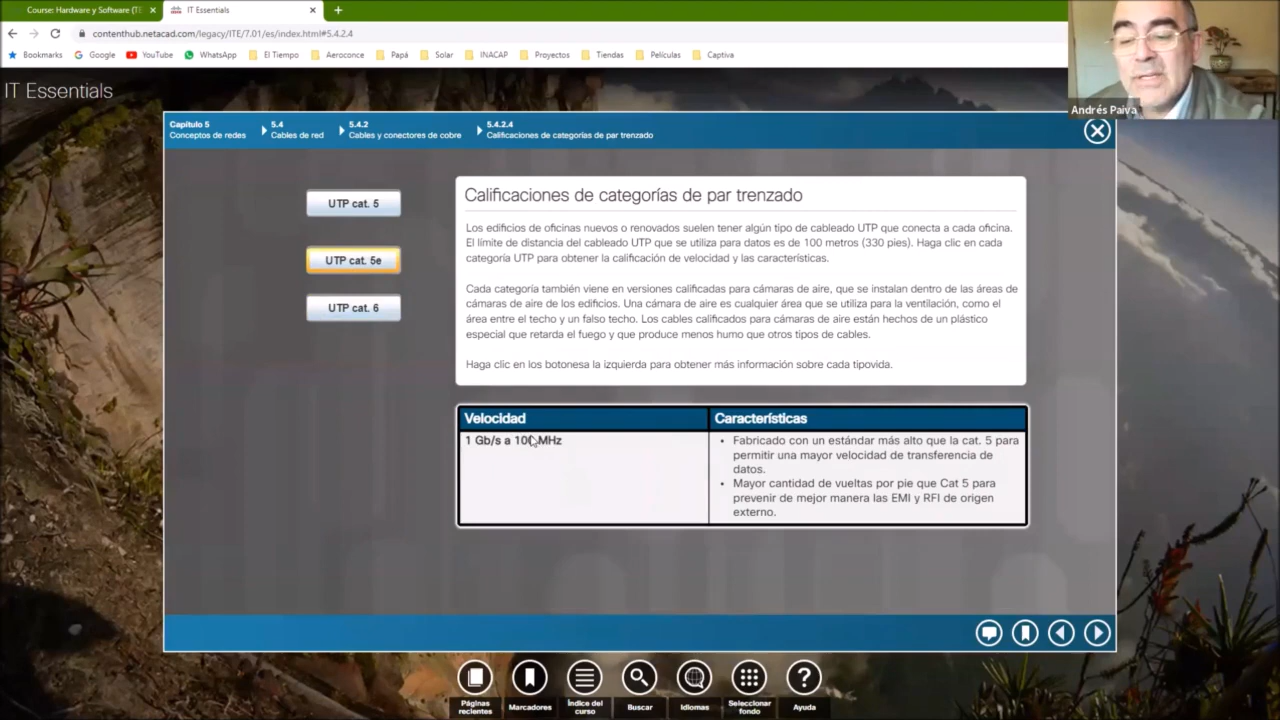 Course: Hardware y Software (TI
IT Essentials
contenthub.netacad.com/legacy/ITE/7.01/es/index.html#5.4.2.4
Bookmarks
Google
YouTube
WhatsApp
El Tiempo
Aeroconce
Papá
Solar
INACAP
Proyectos
Tiendas
Películas
Captiva
Andrés Paiva
IT Essentials
Capítulo 5
Conceptos de redes
5.4
Cables de red
5.4.2
Cables y conectores de cobre
5.4.2.4
Calificaciones de categorías de par trenzado
UTP cat. 5
UTP cat. 5e
UTP cat. 6
Calificaciones de categorías de par trenzado
Los edificios de oficinas nuevos o renovados suelen tener algún tipo de cableado UTP que conecta a cada oficina.
El límite de distancia del cableado UTP que se utiliza para datos es de 100 metros (330 pies). Haga clic en cada
categoría UTP para obtener la calificación de velocidad y las características.
Cada categoría también viene en versiones calificadas para cámaras de aire, que se instalan dentro de las áreas de
cámaras de aire de los edificios. Una cámara de aire es cualquier área que se utiliza para la ventilación, como el
área entre el techo y un falso techo. Los cables calificados para cámaras de aire están hechos de un plástico
especial que retarda el fuego y que produce menos humo que otros tipos de cables.
Haga clic en los botonesa la izquierda para obtener más información sobre cada tipovida.
Velocidad
Características
1 Gb/s a 100 MHz
• Fabricado con un estándar más alto que la cat. 5 para
permitir una mayor velocidad de transferencia de
datos.
• Mayor cantidad de vueltas por pie que Cat 5 para
prevenir de mejor manera las EMI y RFI de origen
externo.
Páginas
recientes
Marcadores
Índice del
curso
Buscar
Idiomas
Seleccionar
fondo
Ayuda